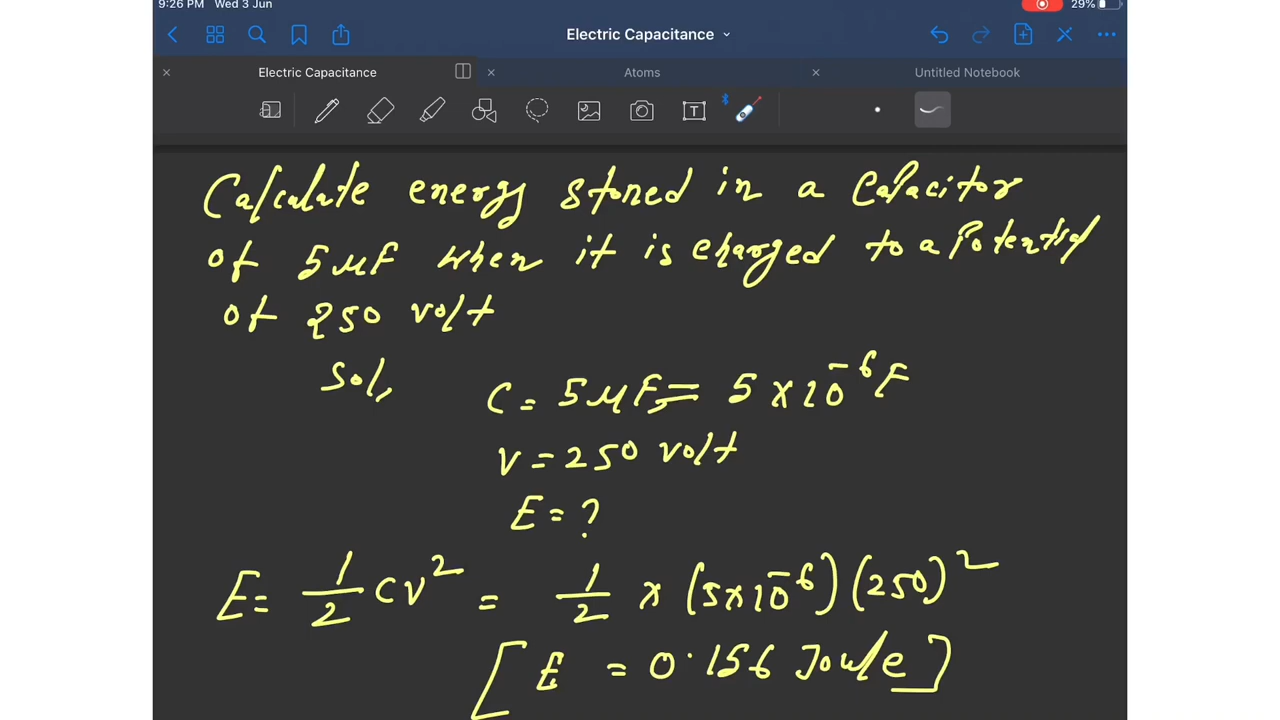 9:26 PM Wed 3 Jun 29%
Electric Capacitance
Electric Capacitance Atoms Untitled Notebook
T
Calculate energy stored in a Capacitor
of 5μF when it is charged to a Potential
of 250 volt
Sol,
C = 5μF, = 5 × 10⁻⁶ F
V = 250 volt
E = ?
E = 1/2 CV² = 1/2 × (5×10⁻⁶) (250)²
[ E = 0.156 Joule ]